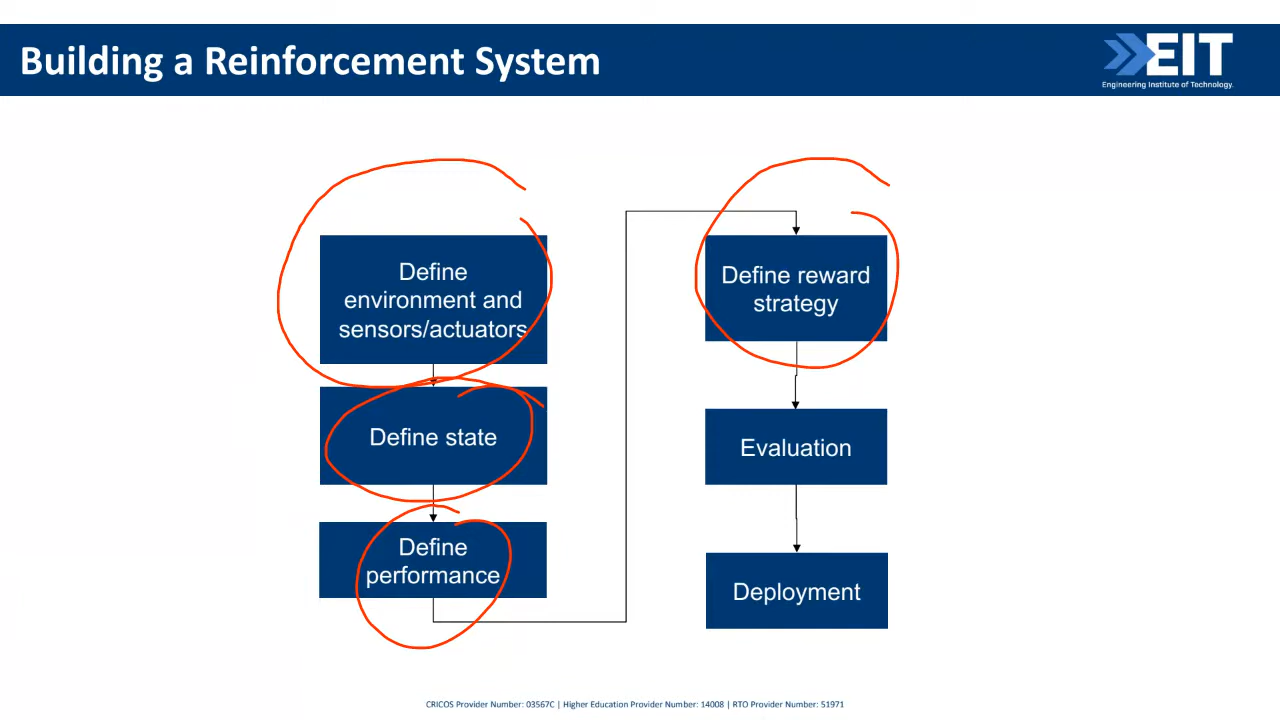 Building a Reinforcement System
EIT
Engineering Institute of Technology.
Define
environment and
sensors/actuators
Define state
Define
performance
Define reward
strategy
Evaluation
Deployment
CRICOS Provider Number: 03567C | Higher Education Provider Number: 14008 | RTO Provider Number: 51971